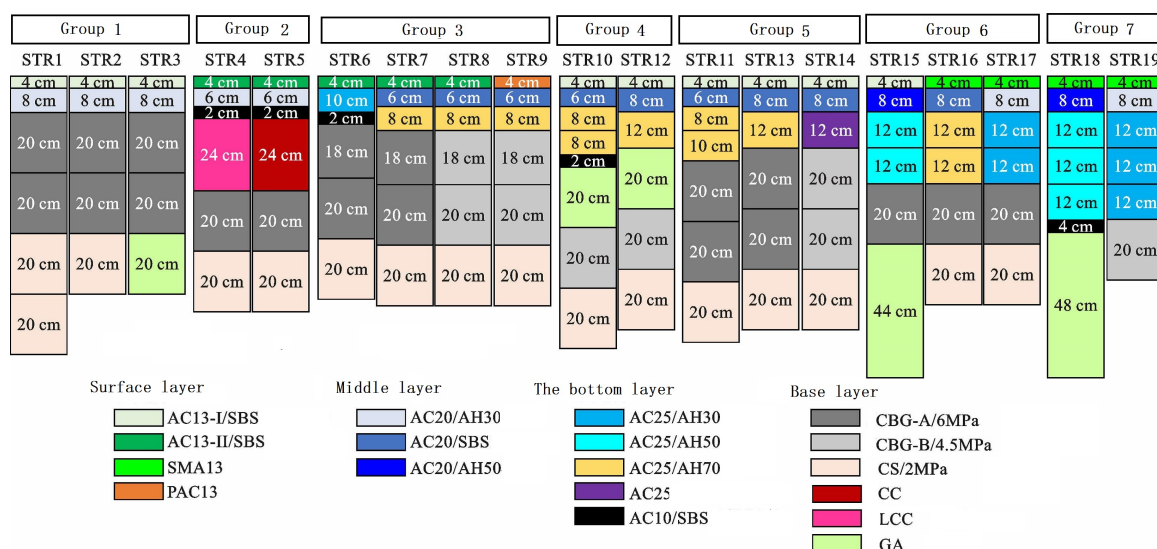 Group 1 Group 2 Group 3 Group 4 Group 5 Group 6 Group 7
STR1 STR2 STR3 STR4 STR5 STR6 STR7 STR8 STR9 STR10 STR12 STR11 STR13 STR14 STR15 STR16 STR17 STR18 STR19
4 cm 4 cm 4 cm 4 cm 4 cm 4 cm 4 cm 4 cm 4 cm 4 cm 4 cm 4 cm 4 cm 4 cm 4 cm 4 cm 4 cm 4 cm 4 cm
8 cm 8 cm 8 cm 6 cm 6 cm 10 cm 6 cm 6 cm 6 cm 6 cm 8 cm 6 cm 8 cm 8 cm 8 cm 8 cm 8 cm 8 cm 8 cm
2 cm 2 cm 2 cm 8 cm 8 cm 8 cm 8 cm 8 cm
12 cm 12 cm 12 cm 12 cm 12 cm 12 cm 12 cm 12 cm
20 cm 20 cm 20 cm 18 cm 8 cm 10 cm
24 cm 24 cm 18 cm 18 cm 18 cm 2 cm
12 cm 12 cm 12 cm 12 cm 12 cm
20 cm 20 cm 20 cm 20 cm 20 cm
20 cm 20 cm 20 cm 20 cm 12 cm 12 cm
20 cm 20 cm 20 cm 20 cm 20 cm 20 cm 20 cm 20 cm 4 cm
20 cm 20 cm 20 cm 20 cm 20 cm 20 cm
20 cm 20 cm 20 cm 20 cm
20 cm 20 cm 20 cm 20 cm 20 cm 20 cm 20 cm
20 cm 20 cm 20 cm 44 cm 48 cm
20 cm 20 cm 20 cm
Surface layer Middle layer The bottom layer Base layer
AC13-I/SBS AC20/AH30 AC25/AH30 CBG-A/6MPa
AC13-II/SBS AC20/SBS AC25/AH50 CBG-B/4.5MPa
SMA13 AC20/AH50 AC25/AH70 CS/2MPa
PAC13 AC25 CC
AC10/SBS LCC
GA